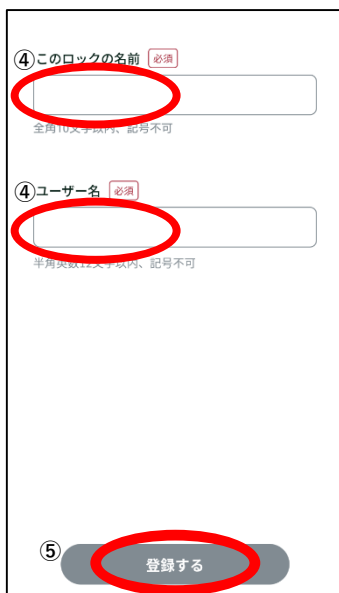 ④このロックの名前 必須
全角10文字以内、記号不可
④ユーザー名 必須
半角英数12文字以内、記号不可
⑤
登録する